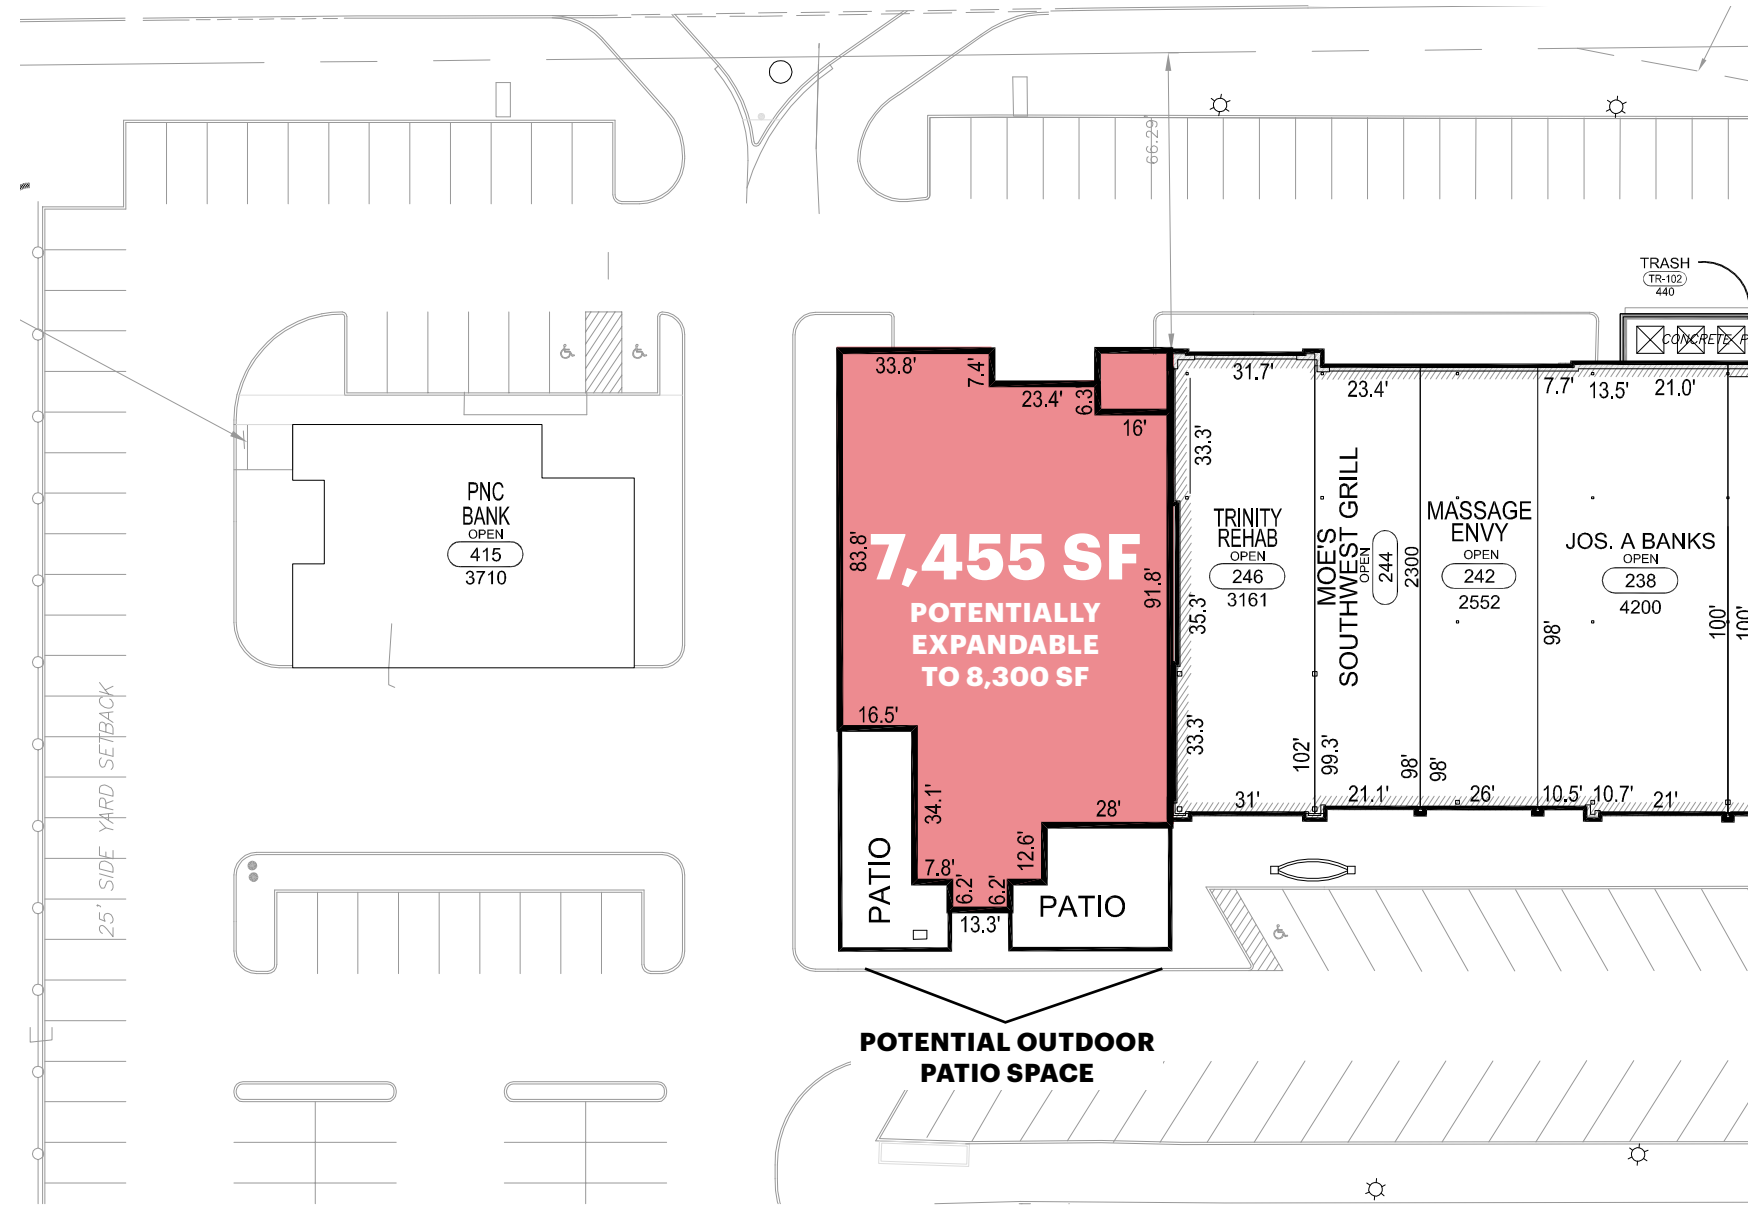 66.29'
TRASH
TR-102
440
CONCRETE P
33.8'
7.4'
23.4'
6.3'
16'
31.7'
23.4'
7.7'
13.5'
21.0'
33.3'
PNC
BANK
OPEN
415
3710
83.8'
7,455 SF
POTENTIALLY
EXPANDABLE
TO 8,300 SF
91.8'
TRINITY
REHAB
OPEN
246
3161
35.3'
33.3'
MOE'S
SOUTHWEST GRILL
OPEN
244
2300
MASSAGE
ENVY
OPEN
242
2552
98'
JOS. A BANKS
OPEN
238
4200
100'
100'
16.5'
34.1'
28'
12.6'
7.8'
6.2'
6.2'
13.3'
102'
99.3'
98'
98'
31'
21.1'
26'
10.5'
10.7'
21'
PATIO
PATIO
25' SIDE YARD SETBACK
POTENTIAL OUTDOOR
PATIO SPACE